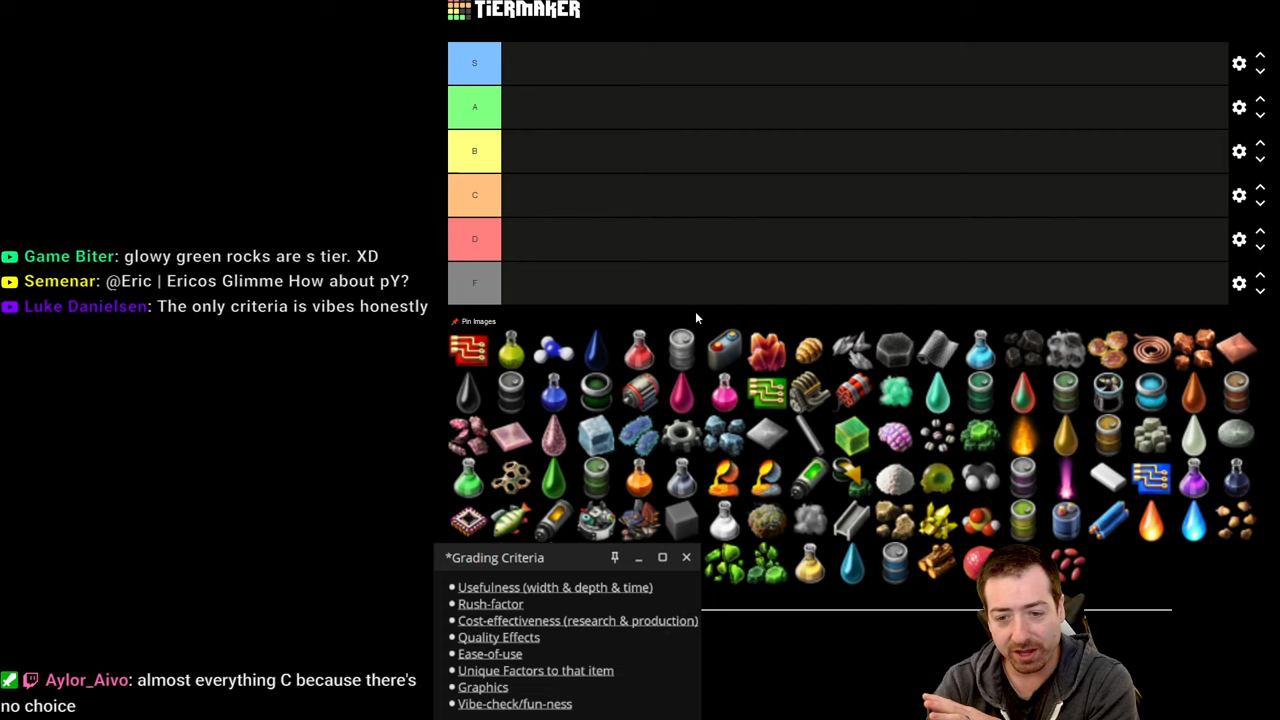 TIERMAKER
S
A
B
C
D
F
Game Biter: glowy green rocks are s tier. XD
Semenar: @Eric | Ericos Glimme How about pY?
Luke Danielsen: The only criteria is vibes honestly
Pin Images
*Grading Criteria
Usefulness (width & depth & time)
Rush-factor
Cost-effectiveness (research & production)
Quality Effects
Ease-of-use
Unique Factors to that item
Graphics
Vibe-check/fun-ness
Aylor_Aivo: almost everything C because there's
no choice